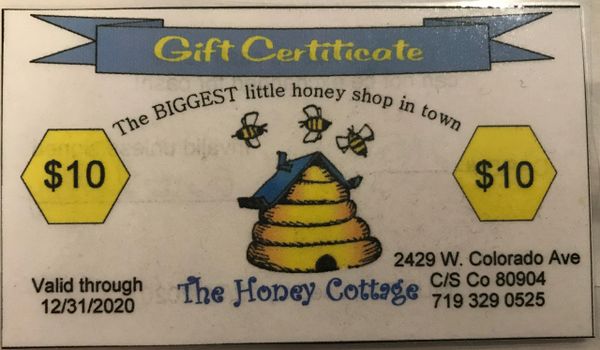 Gift Certificate
The BIGGEST little honey shop in town
$10
$10
Valid through
12/31/2020
The Honey Cottage
2429 W. Colorado Ave
C/S Co 80904
719 329 0525